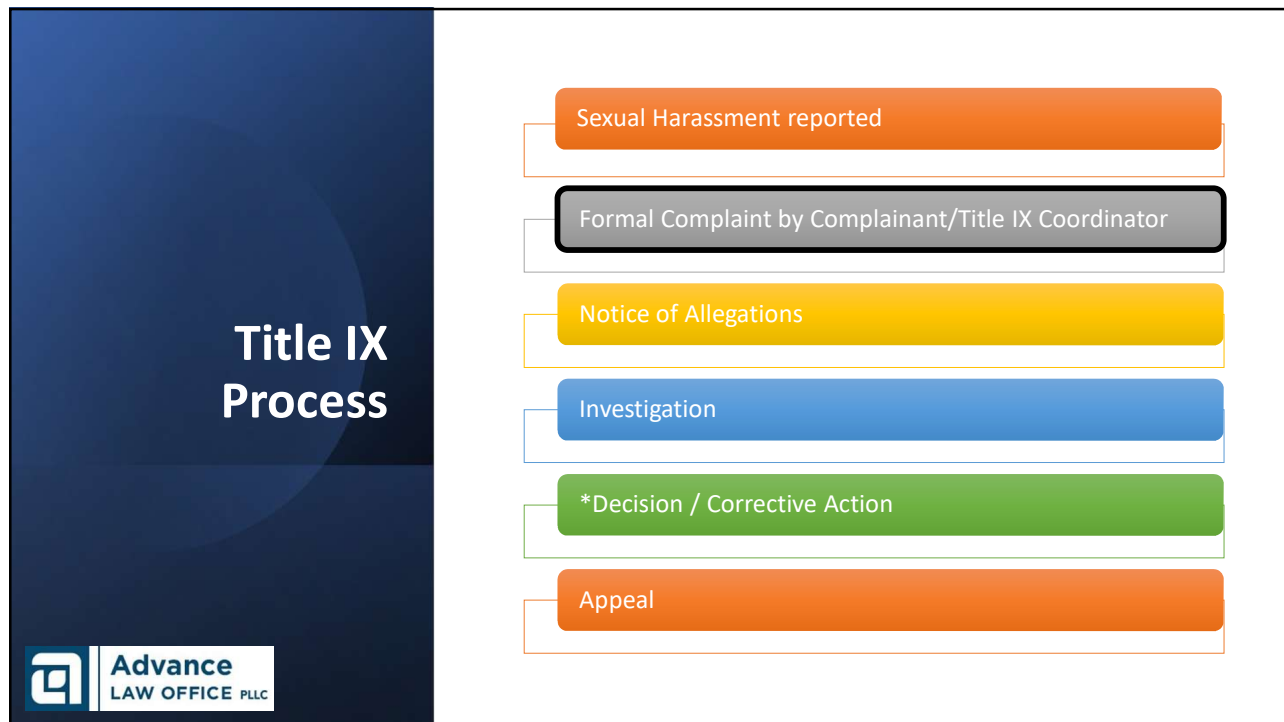 Title IX
Process
Sexual Harassment reported
Formal Complaint by Complainant/Title IX Coordinator
Notice of Allegations
Investigation
*Decision / Corrective Action
Appeal
Advance
LAW OFFICE PLLC